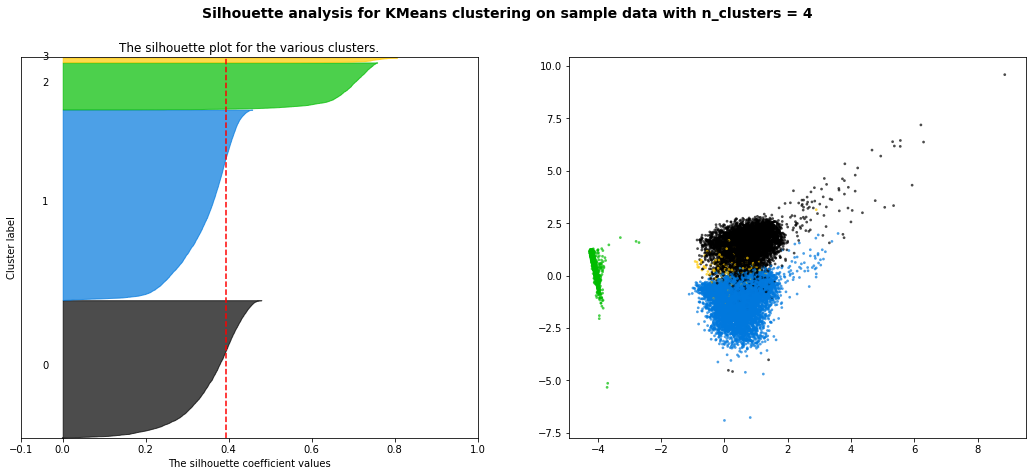 Silhouette analysis for KMeans clustering on sample data with n_clusters = 4
The silhouette plot for the various clusters.
3
2
1
0
Cluster label
−0.1 0.0 0.2 0.4 0.6 0.8 1.0
The silhouette coefficient values
10.0
7.5
5.0
2.5
0.0
−2.5
−5.0
−7.5
−4 −2 0 2 4 6 8